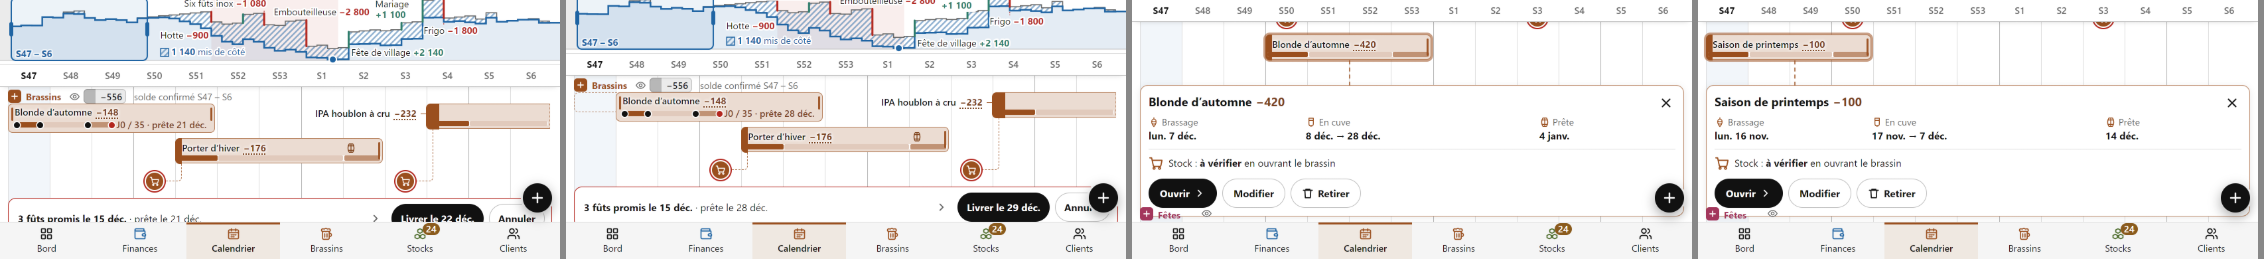 Six fûts inox −1 080
Embouteilleuse −2 800
Mariage
+1 100
Hotte −900
Frigo −1 800
S47 – S6
1 140 mis de côté
Fête de village +2 140
S47 S48 S49 S50 S51 S52 S53 S1 S2 S3 S4 S5 S6
Brassins −556 solde confirmé S47 – S6
Blonde d'automne −148
J0 / 35 · prête 21 déc.
IPA houblon à cru −232
Porter d'hiver −176
3 fûts promis le 15 déc. · prête le 21 déc.
Livrer le 22 déc.
Annuler
Bord Finances Calendrier Brassins Stocks 24 Clients
Embouteilleuse −2 800
+1 100
Hotte −900
Frigo −1 800
S47 – S6
1 140 mis de côté
Fête de village +2 140
S47 S48 S49 S50 S51 S52 S53 S1 S2 S3 S4 S5 S6
Brassins −556 solde confirmé S47 – S6
Blonde d'automne −148
J0 / 35 · prête 28 déc.
IPA houblon à cru −232
Porter d'hiver −176
3 fûts promis le 15 déc. · prête le 28 déc.
Livrer le 29 déc.
Bord Finances Calendrier Brassins Stocks 24 Clients
S47 S48 S49 S50 S51 S52 S53 S1 S2 S3 S4 S5 S6
Blonde d'automne −420
Blonde d'automne −420
Brassage En cuve Prête
lun. 7 déc. 8 déc. → 28 déc. 4 janv.
Stock : à vérifier en ouvrant le brassin
Ouvrir Modifier Retirer
Fêtes
Bord Finances Calendrier Brassins Stocks 24 Clients
S47 S48 S49 S50 S51 S52 S53 S1 S2 S3 S4 S5 S6
Saison de printemps −100
Saison de printemps −100
Brassage En cuve Prête
lun. 16 nov. 17 nov. → 7 déc. 14 déc.
Stock : à vérifier en ouvrant le brassin
Ouvrir Modifier Retirer
Fêtes
Bord Finances Calendrier Brassins Stocks 24 Clients